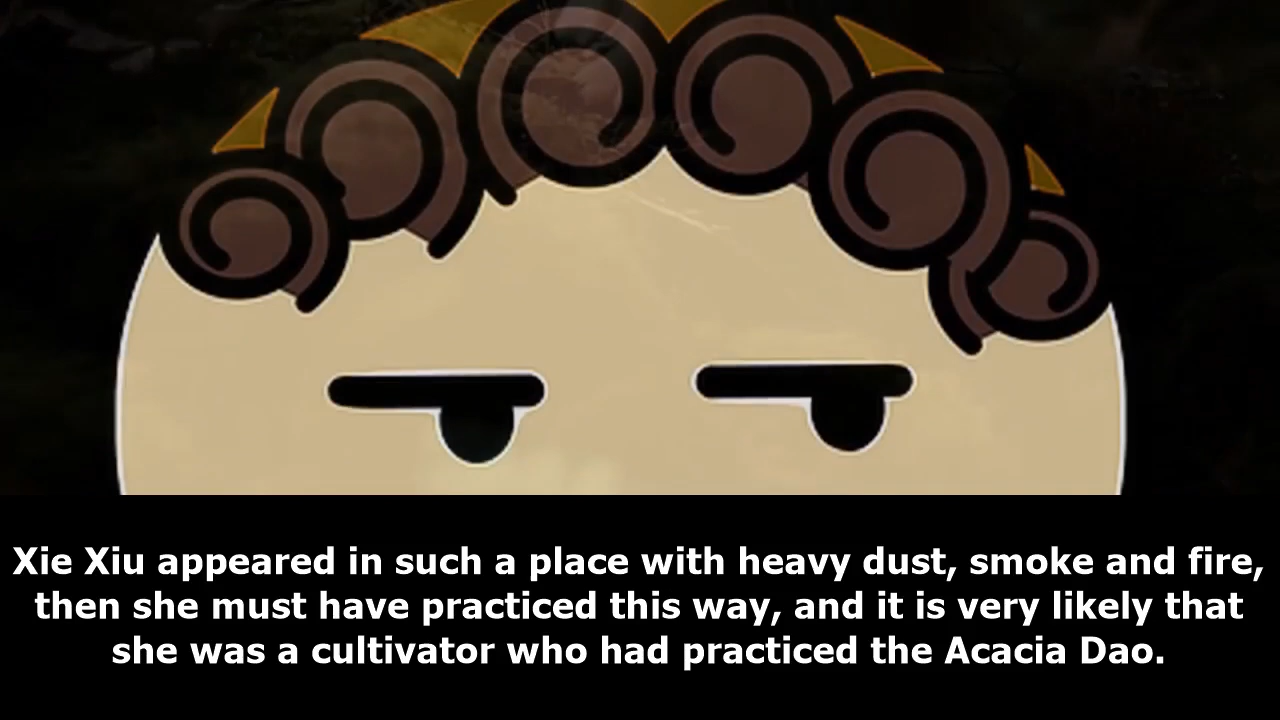 Xie Xiu appeared in such a place with heavy dust, smoke and fire,
then she must have practiced this way, and it is very likely that
she was a cultivator who had practiced the Acacia Dao.